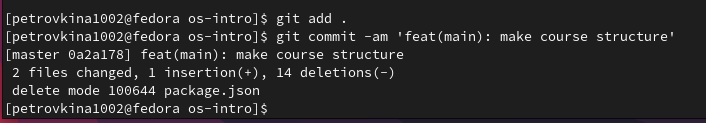 [petrovkina1002@fedora os-intro]$ git add .
[petrovkina1002@fedora os-intro]$ git commit -am 'feat(main): make course structure'
[master 0a2a178] feat(main): make course structure
 2 files changed, 1 insertion(+), 14 deletions(-)
 delete mode 100644 package.json
[petrovkina1002@fedora os-intro]$